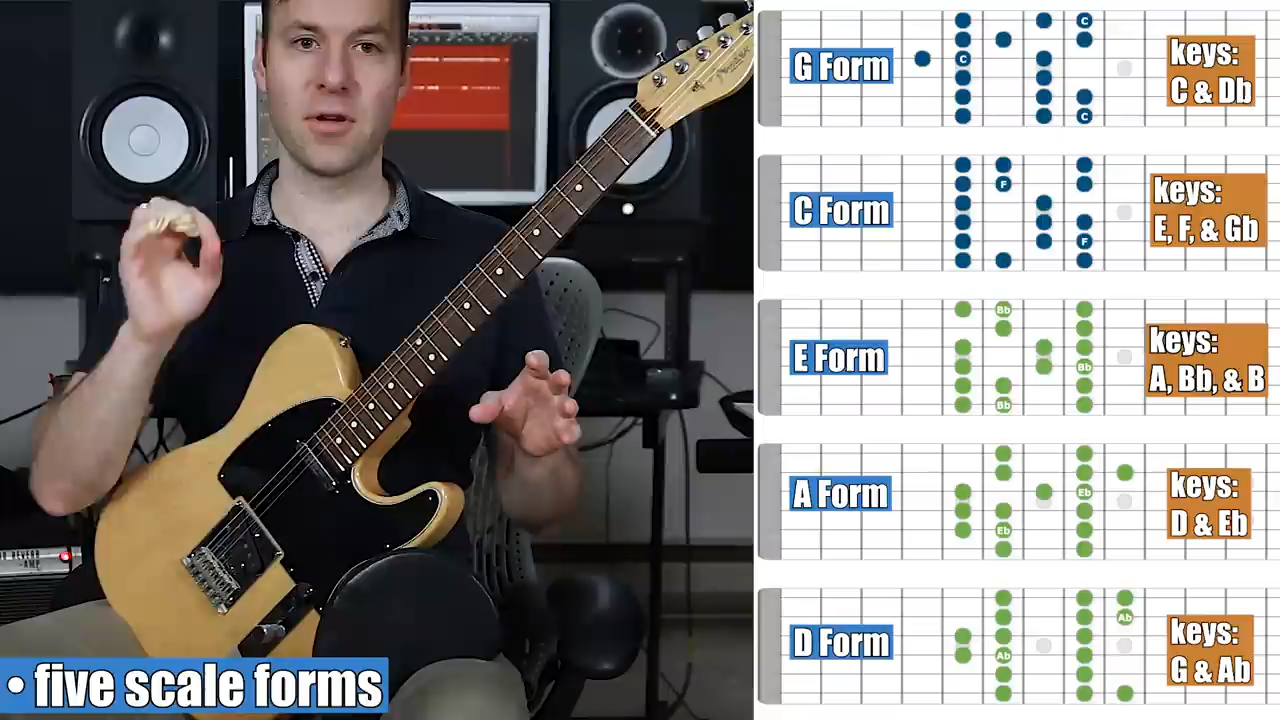 G Form
C
C
C
keys:
C & Db
C Form
F
F
keys:
E, F, & Gb
E Form
Bb
Bb
Bb
keys:
A, Bb, & B
A Form
Eb
Eb
keys:
D & Eb
D Form
Ab
Ab
keys:
G & Ab
• five scale forms